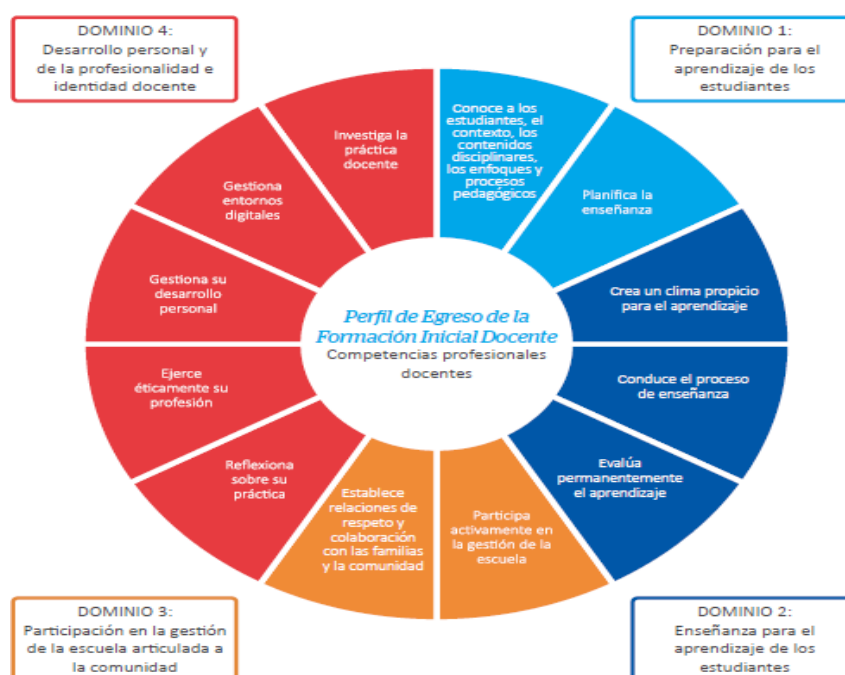 DOMINIO 4:
Desarrollo personal y
de la profesionalidad e
identidad docente
DOMINIO 1:
Preparación para el
aprendizaje de los
estudiantes
Investiga la
práctica
docente
Conoce a los
estudiantes, el
contexto, los
contenidos
disciplinares,
los enfoques y
procesos
pedagógicos
Gestiona
entornos
digitales
Planifica la
enseñanza
Gestiona su
desarrollo
personal
Crea un clima propicio
para el aprendizaje
Perfil de Egreso de la
Formación Inicial Docente
Competencias profesionales
docentes
Ejerce
éticamente su
profesión
Conduce el proceso
de enseñanza
Reflexiona
sobre su
práctica
Evalúa
permanentemente
el aprendizaje
Establece
relaciones de
respeto y
colaboración
con las familias
y la comunidad
Participa
activamente en
la gestión de la
escuela
DOMINIO 3:
Participación en la gestión
de la escuela articulada a
la comunidad
DOMINIO 2:
Enseñanza para el
aprendizaje de los
estudiantes